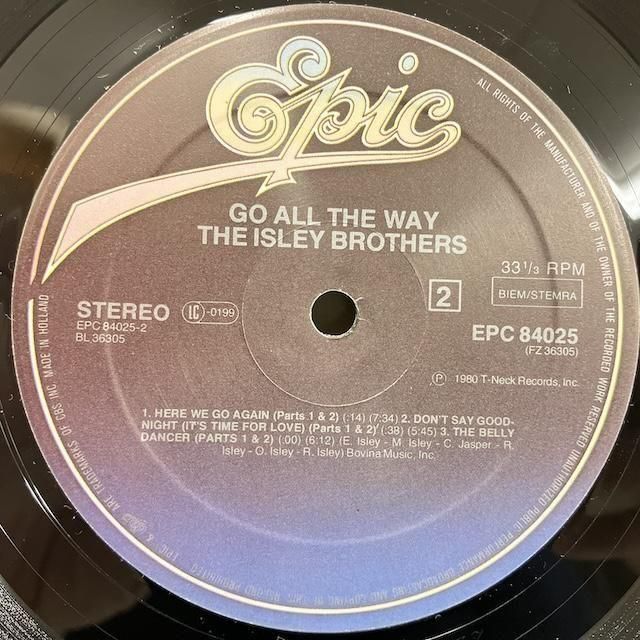 Epic
GO ALL THE WAY
THE ISLEY BROTHERS
33 1/3 RPM
2
BIEM/STEMRA
STEREO
IC -0199
EPC 84025-2
BL 36305
EPC 84025
(FZ 36305)
Ⓟ 1980 T-Neck Records, Inc.
1. HERE WE GO AGAIN (Parts 1 & 2) (:14) (7:34) 2. DON'T SAY GOOD-
NIGHT (IT'S TIME FOR LOVE) (Parts 1 & 2) (:38) (5:45) 3. THE BELLY
DANCER (PARTS 1 & 2) (:00) (6:12) (E. Isley - M. Isley - C. Jasper - R.
Isley - O. Isley - R. Isley) Bovina Music, Inc.
ALL RIGHTS OF THE MANUFACTURER AND OF THE OWNER OF THE RECORDED WORK RESERVED UNAUTHORIZED PUBLIC PERFORMANCE BROADCASTING AND COPYING OF THIS RECORD PROHIBITED
EPIC & ARE TRADEMARKS OF CBS INC. MADE IN HOLLAND